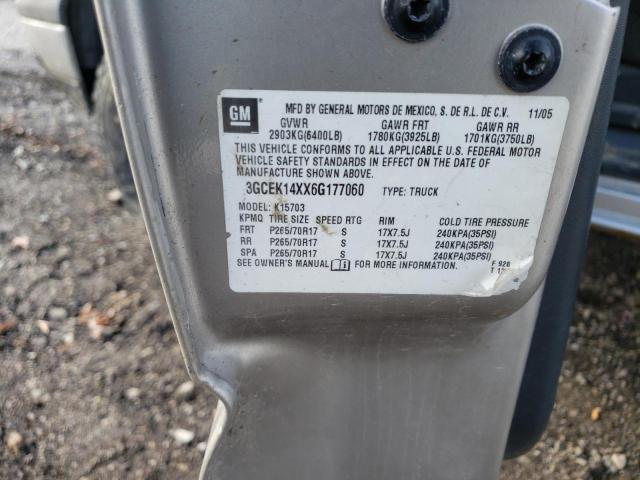 GM
MFD BY GENERAL MOTORS DE MEXICO, S. DE R.L. DE C.V. 11/05
GVWR GAWR FRT GAWR RR
2903KG(6400LB) 1780KG(3925LB) 1701KG(3750LB)
THIS VEHICLE CONFORMS TO ALL APPLICABLE U.S. FEDERAL MOTOR
VEHICLE SAFETY STANDARDS IN EFFECT ON THE DATE OF
MANUFACTURE SHOWN ABOVE.
3GCEK14XX6G177060 TYPE: TRUCK
MODEL: K15703
KPMQ TIRE SIZE SPEED RTG RIM COLD TIRE PRESSURE
FRT P265/70R17 S 17X7.5J 240KPA(35PSI)
RR P265/70R17 S 17X7.5J 240KPA(35PSI)
SPA P265/70R17 S 17X7.5J 240KPA(35PSI)
SEE OWNER'S MANUAL FOR MORE INFORMATION.
F 920